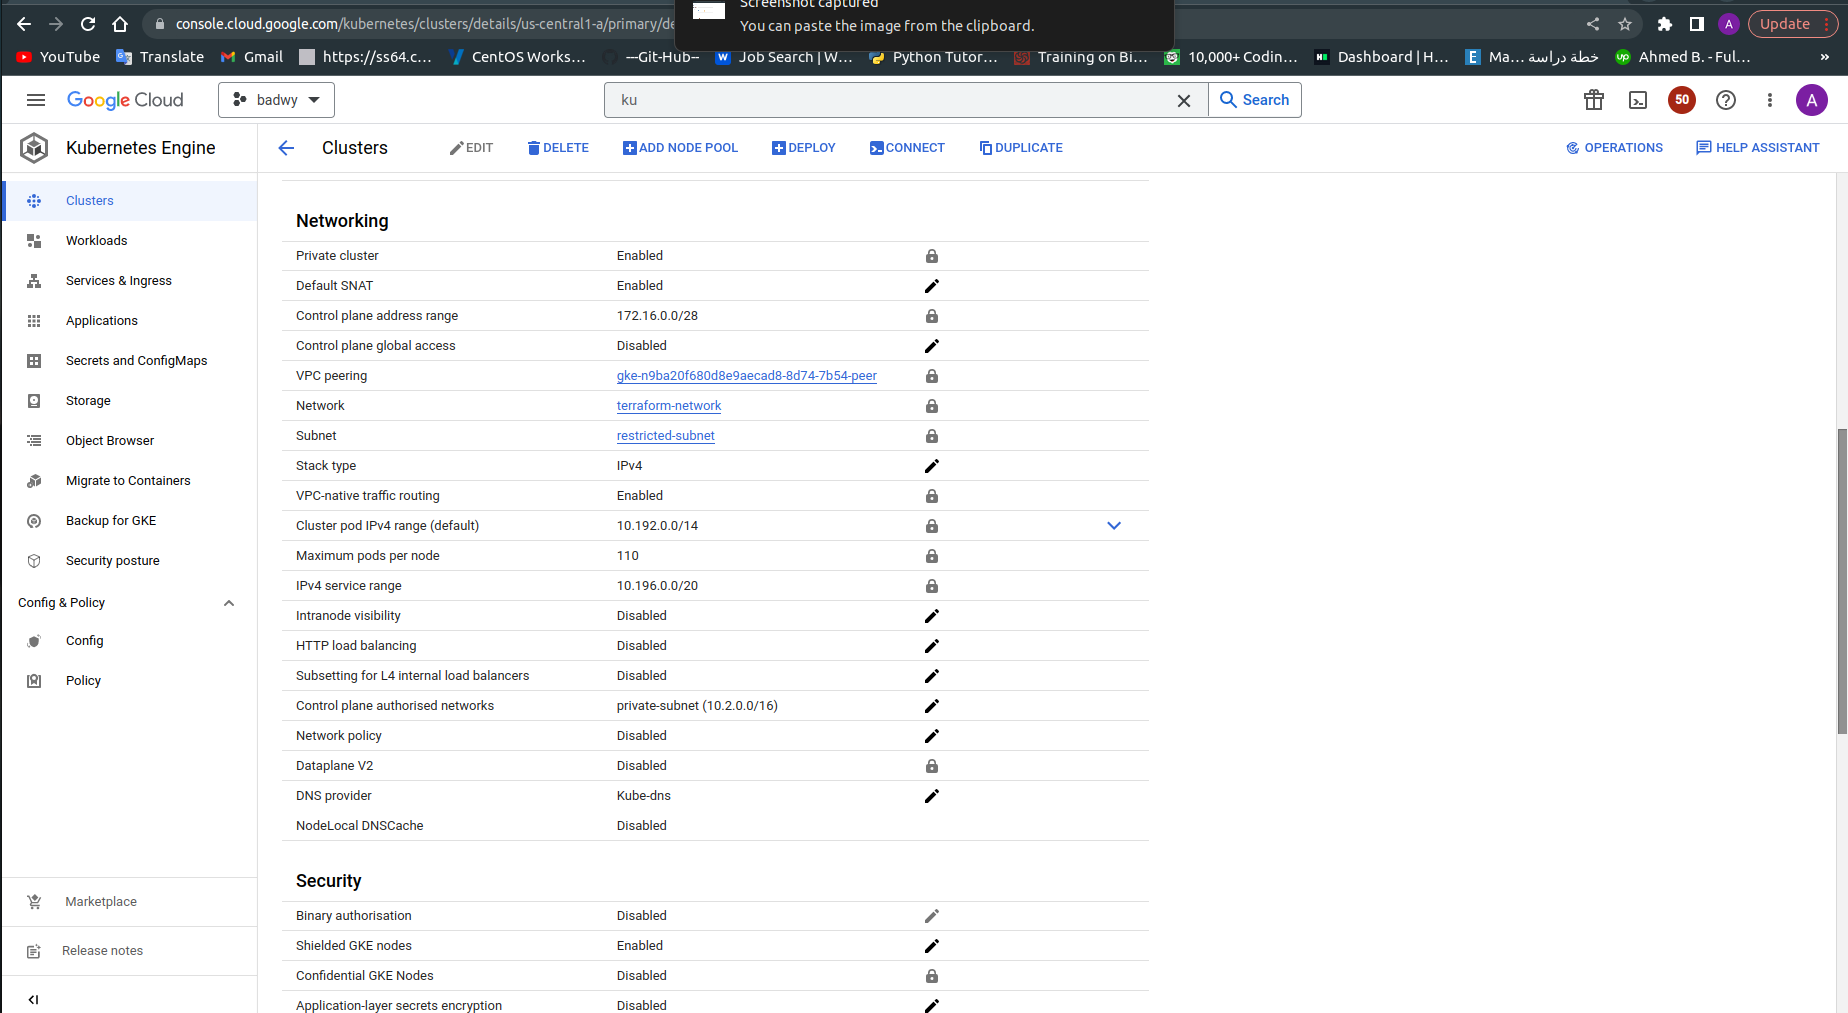 Screenshot captured
You can paste the image from the clipboard.
console.cloud.google.com/kubernetes/clusters/details/us-central1-a/primary/de
A
Update
YouTube
Translate
Gmail
https://ss64.c...
CentOS Works...
---Git-Hub--
Job Search | W...
Python Tutor...
Training on Bi...
10,000+ Codin...
Dashboard | H...
Ma... خطة دراسة
Ahmed B. - Ful...
»
Google Cloud
badwy
ku
Search
50
A
Kubernetes Engine
Clusters
EDIT
DELETE
ADD NODE POOL
DEPLOY
CONNECT
DUPLICATE
OPERATIONS
HELP ASSISTANT
Clusters
Workloads
Services & Ingress
Applications
Secrets and ConfigMaps
Storage
Object Browser
Migrate to Containers
Backup for GKE
Security posture
Config & Policy
Config
Policy
Marketplace
Release notes
Networking
Private cluster Enabled
Default SNAT Enabled
Control plane address range 172.16.0.0/28
Control plane global access Disabled
VPC peering gke-n9ba20f680d8e9aecad8-8d74-7b54-peer
Network terraform-network
Subnet restricted-subnet
Stack type IPv4
VPC-native traffic routing Enabled
Cluster pod IPv4 range (default) 10.192.0.0/14
Maximum pods per node 110
IPv4 service range 10.196.0.0/20
Intranode visibility Disabled
HTTP load balancing Disabled
Subsetting for L4 internal load balancers Disabled
Control plane authorised networks private-subnet (10.2.0.0/16)
Network policy Disabled
Dataplane V2 Disabled
DNS provider Kube-dns
NodeLocal DNSCache Disabled
Security
Binary authorisation Disabled
Shielded GKE nodes Enabled
Confidential GKE Nodes Disabled
Application-layer secrets encryption Disabled